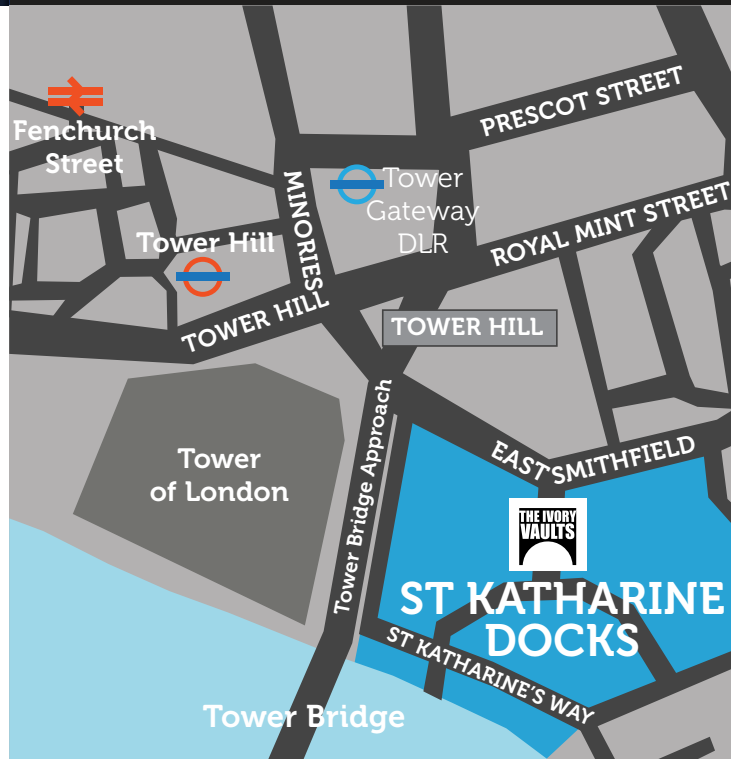 PRESCOT STREET
Fenchurch
Street
MINORIES
Tower
Gateway
DLR
ROYAL MINT STREET
Tower Hill
TOWER HILL
TOWER HILL
Tower Bridge Approach
EAST SMITHFIELD
Tower
of London
THE IVORY
VAULTS
ST KATHARINE
DOCKS
ST KATHARINE'S WAY
Tower Bridge